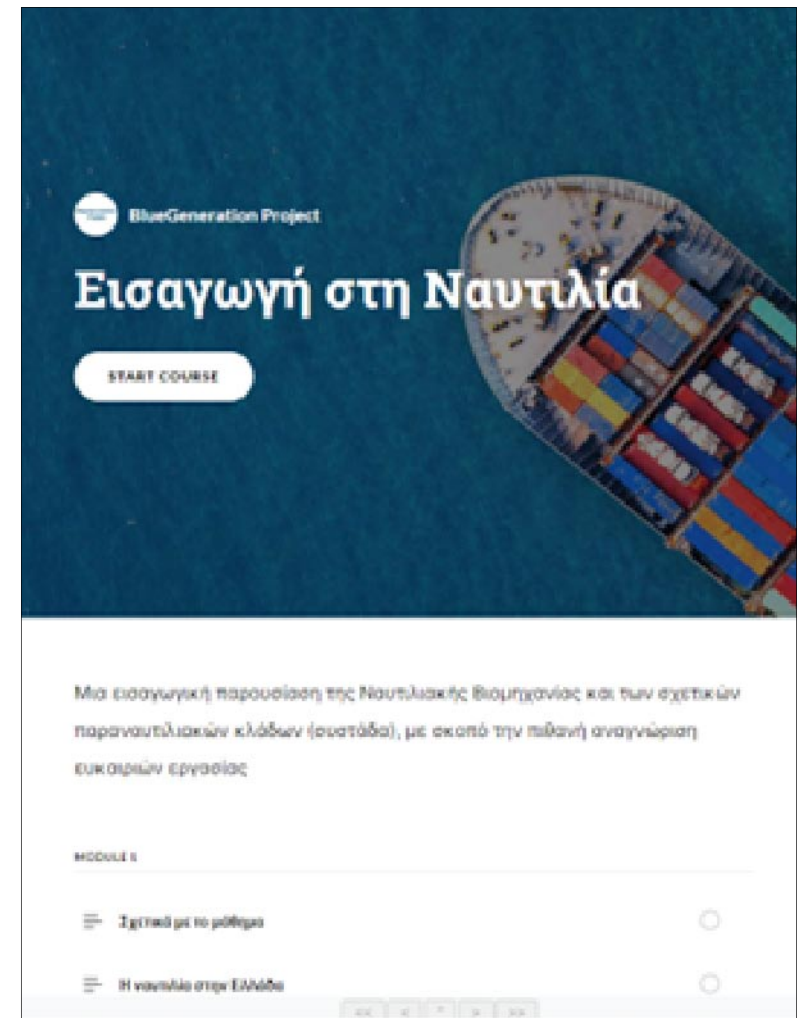 BlueGeneration Project
Εισαγωγή στη Ναυτιλία
START COURSE
Μια εισαγωγική παρουσίαση της Ναυτιλιακής Βιομηχανίας και των σχετικών
παραναυτιλιακών κλάδων (συστάδα), με σκοπό την πιθανή αναγνώριση
ευκαιριών εργασίας
MODULE
Σχετικά με το μάθημα
Η ναυτιλία στην Ελλάδα
<< < ^ > >>